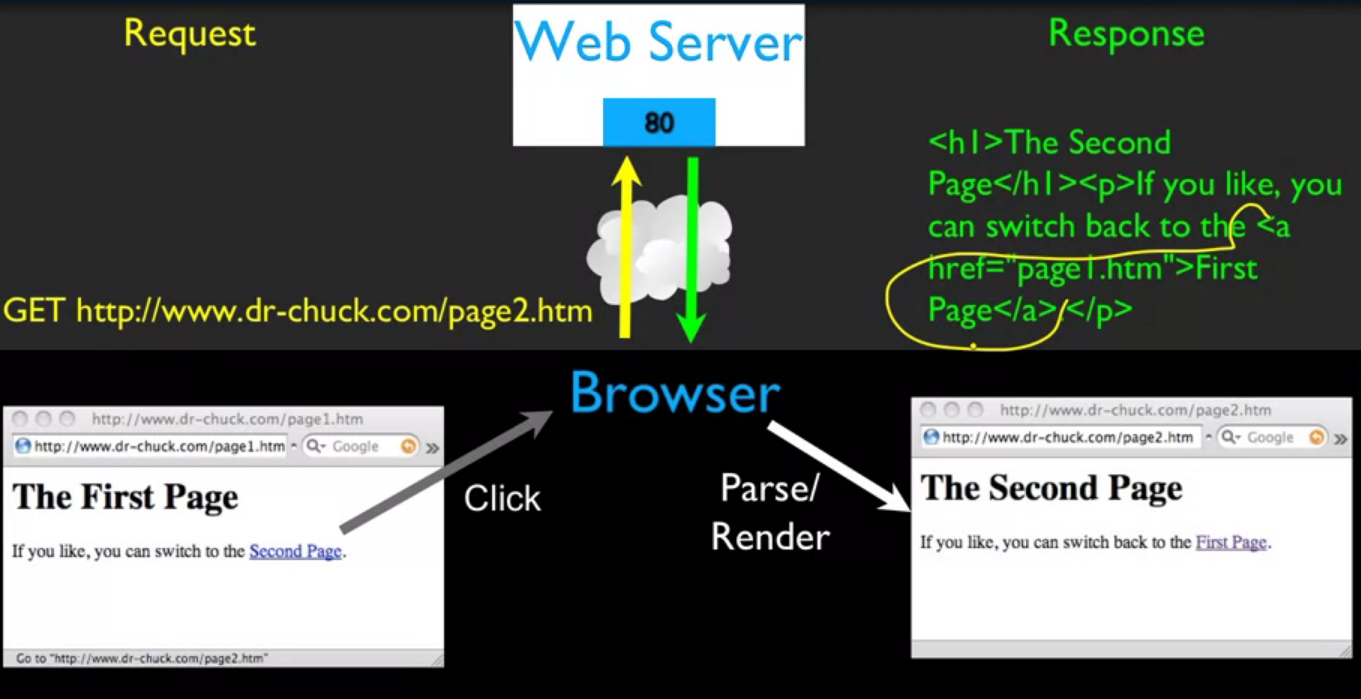 Request
Web Server
Response
80
<h1>The Second
Page</h1><p>If you like, you
can switch back to the <a
href="page1.htm">First
Page</a>.</p>
GET http://www.dr-chuck.com/page2.htm
Browser
http://www.dr-chuck.com/page1.htm
http://www.dr-chuck.com/page1.htm
Google
The First Page
If you like, you can switch to the Second Page.
Go to "http://www.dr-chuck.com/page2.htm"
Click
Parse/
Render
http://www.dr-chuck.com/page2.htm
http://www.dr-chuck.com/page2.htm
Google
The Second Page
If you like, you can switch back to the First Page.